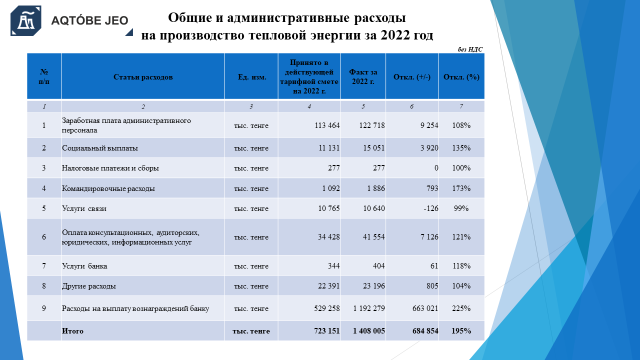 AQTÓBE JEO
Общие и административные расходы
на производство тепловой энергии за 2022 год
без НДС
№ п/п Статьи расходов Ед. изм. Принято в действующей тарифной смете на 2022 г. Факт за 2022 г. Откл. (+/-) Откл. (%)
1 2 3 4 5 6 7
1 Заработная плата административного персонала тыс. тенге 113 464 122 718 9 254 108%
2 Социальный выплаты тыс. тенге 11 131 15 051 3 920 135%
3 Налоговые платежи и сборы тыс. тенге 277 277 0 100%
4 Командировочные расходы тыс. тенге 1 092 1 886 793 173%
5 Услуги связи тыс. тенге 10 765 10 640 -126 99%
6 Оплата консультационных, аудиторских, юридических, информационных услуг тыс. тенге 34 428 41 554 7 126 121%
7 Услуги банка тыс. тенге 344 404 61 118%
8 Другие расходы тыс. тенге 22 391 23 196 805 104%
9 Расходы на выплату вознаграждений банку тыс. тенге 529 258 1 192 279 663 021 225%
Итого тыс. тенге 723 151 1 408 005 684 854 195%